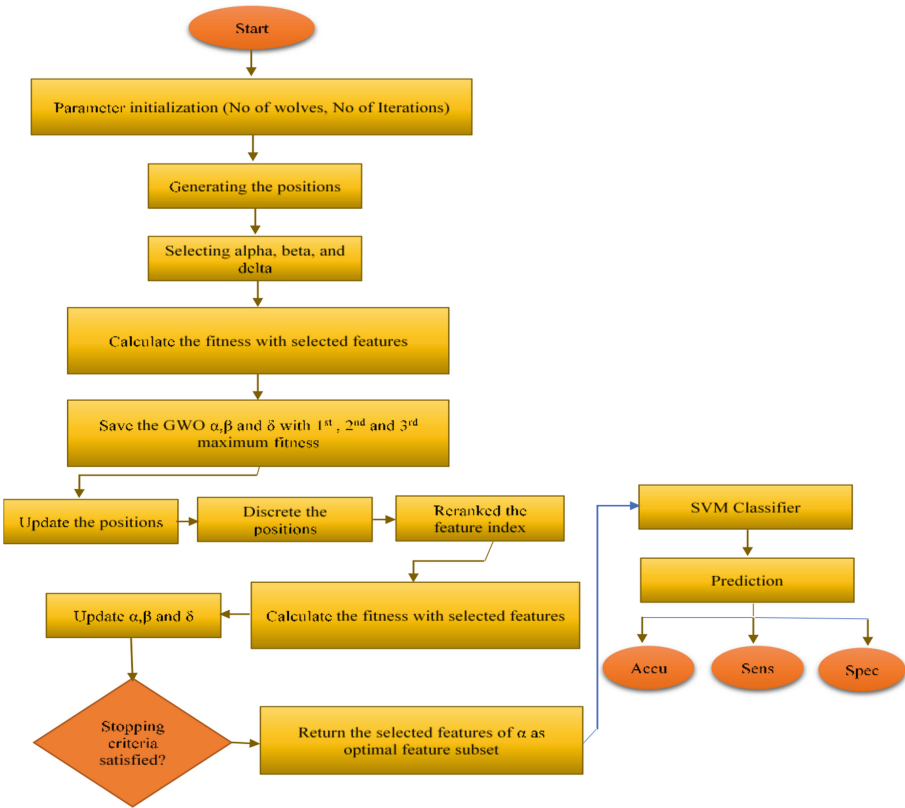 Start
Parameter initialization (No of wolves, No of Iterations)
Generating the positions
Selecting alpha, beta, and
delta
Calculate the fitness with selected features
Save the GWO α,β and δ with 1st , 2nd and 3rd
maximum fitness
Update the positions
Discrete the
positions
Reranked the
feature index
Calculate the fitness with selected features
Update α,β and δ
Stopping
criteria
satisfied?
Return the selected features of α as
optimal feature subset
SVM Classifier
Prediction
Accu
Sens
Spec